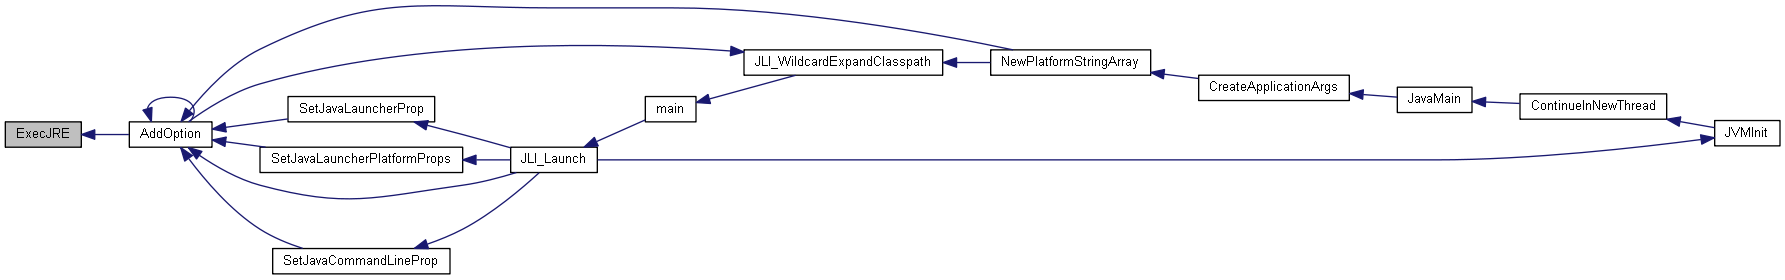 ExecJRE
AddOption
SetJavaLauncherProp
SetJavaLauncherPlatformProps
SetJavaCommandLineProp
JLI_Launch
main
JLI_WildcardExpandClasspath
NewPlatformStringArray
CreateApplicationArgs
JavaMain
ContinueInNewThread
JVMInit